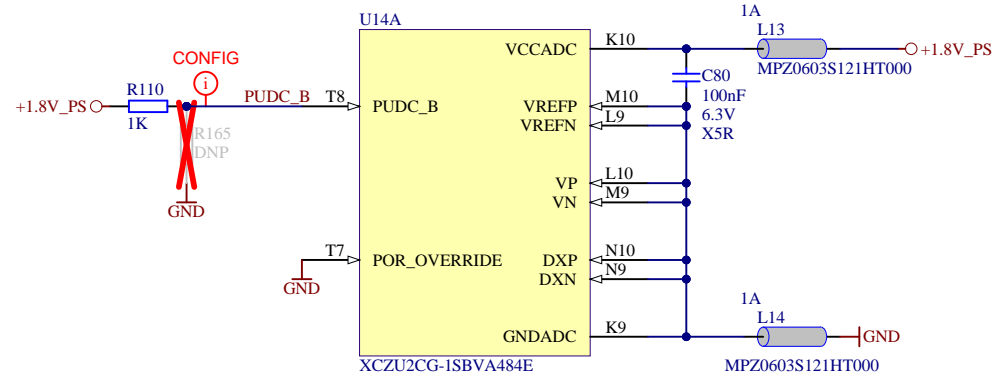 1A
U14A
L13
K10
VCCADC
+1.8V_PS
MPZ0603S121HT000
CONFIG
i
C80
R110
PUDC_B
T8
M10
100nF
+1.8V_PS
PUDC_B
VREFP
L9
6.3V
1K
VREFN
R165
X5R
DNP
L10
VP
M9
VN
GND
T7
N10
POR_OVERRIDE
DXP
N9
DXN
GND
1A
L14
K9
GNDADC
GND
XCZU2CG-1SBVA484E
MPZ0603S121HT000